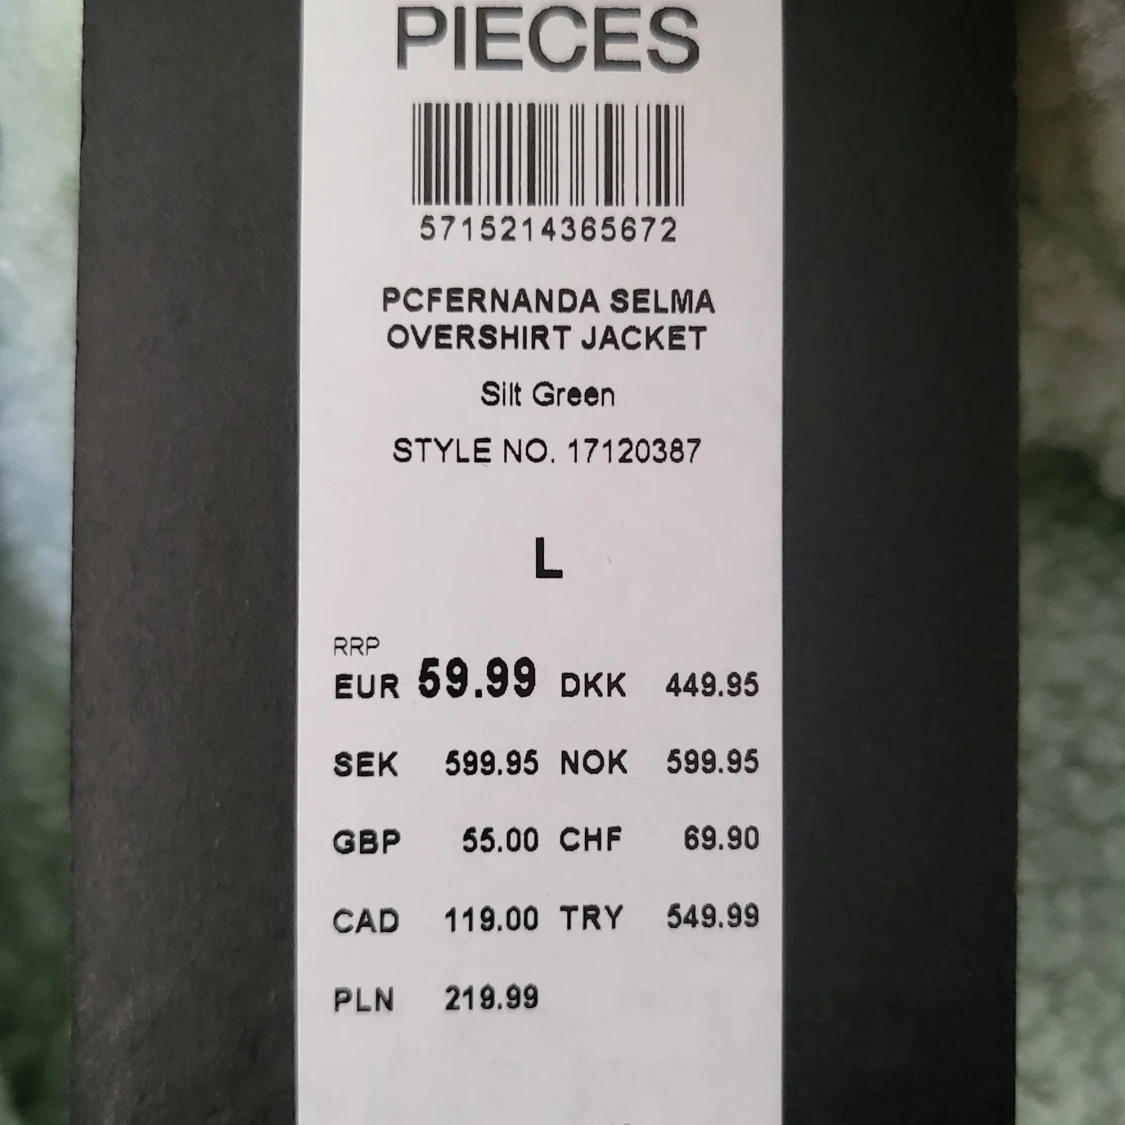 PIECES
5715214365672
PCFERNANDA SELMA
OVERSHIRT JACKET
Silt Green
STYLE NO. 17120387
L
RRP
EUR 59.99 DKK 449.95
SEK 599.95 NOK 599.95
GBP 55.00 CHF 69.90
CAD 119.00 TRY 549.99
PLN 219.99